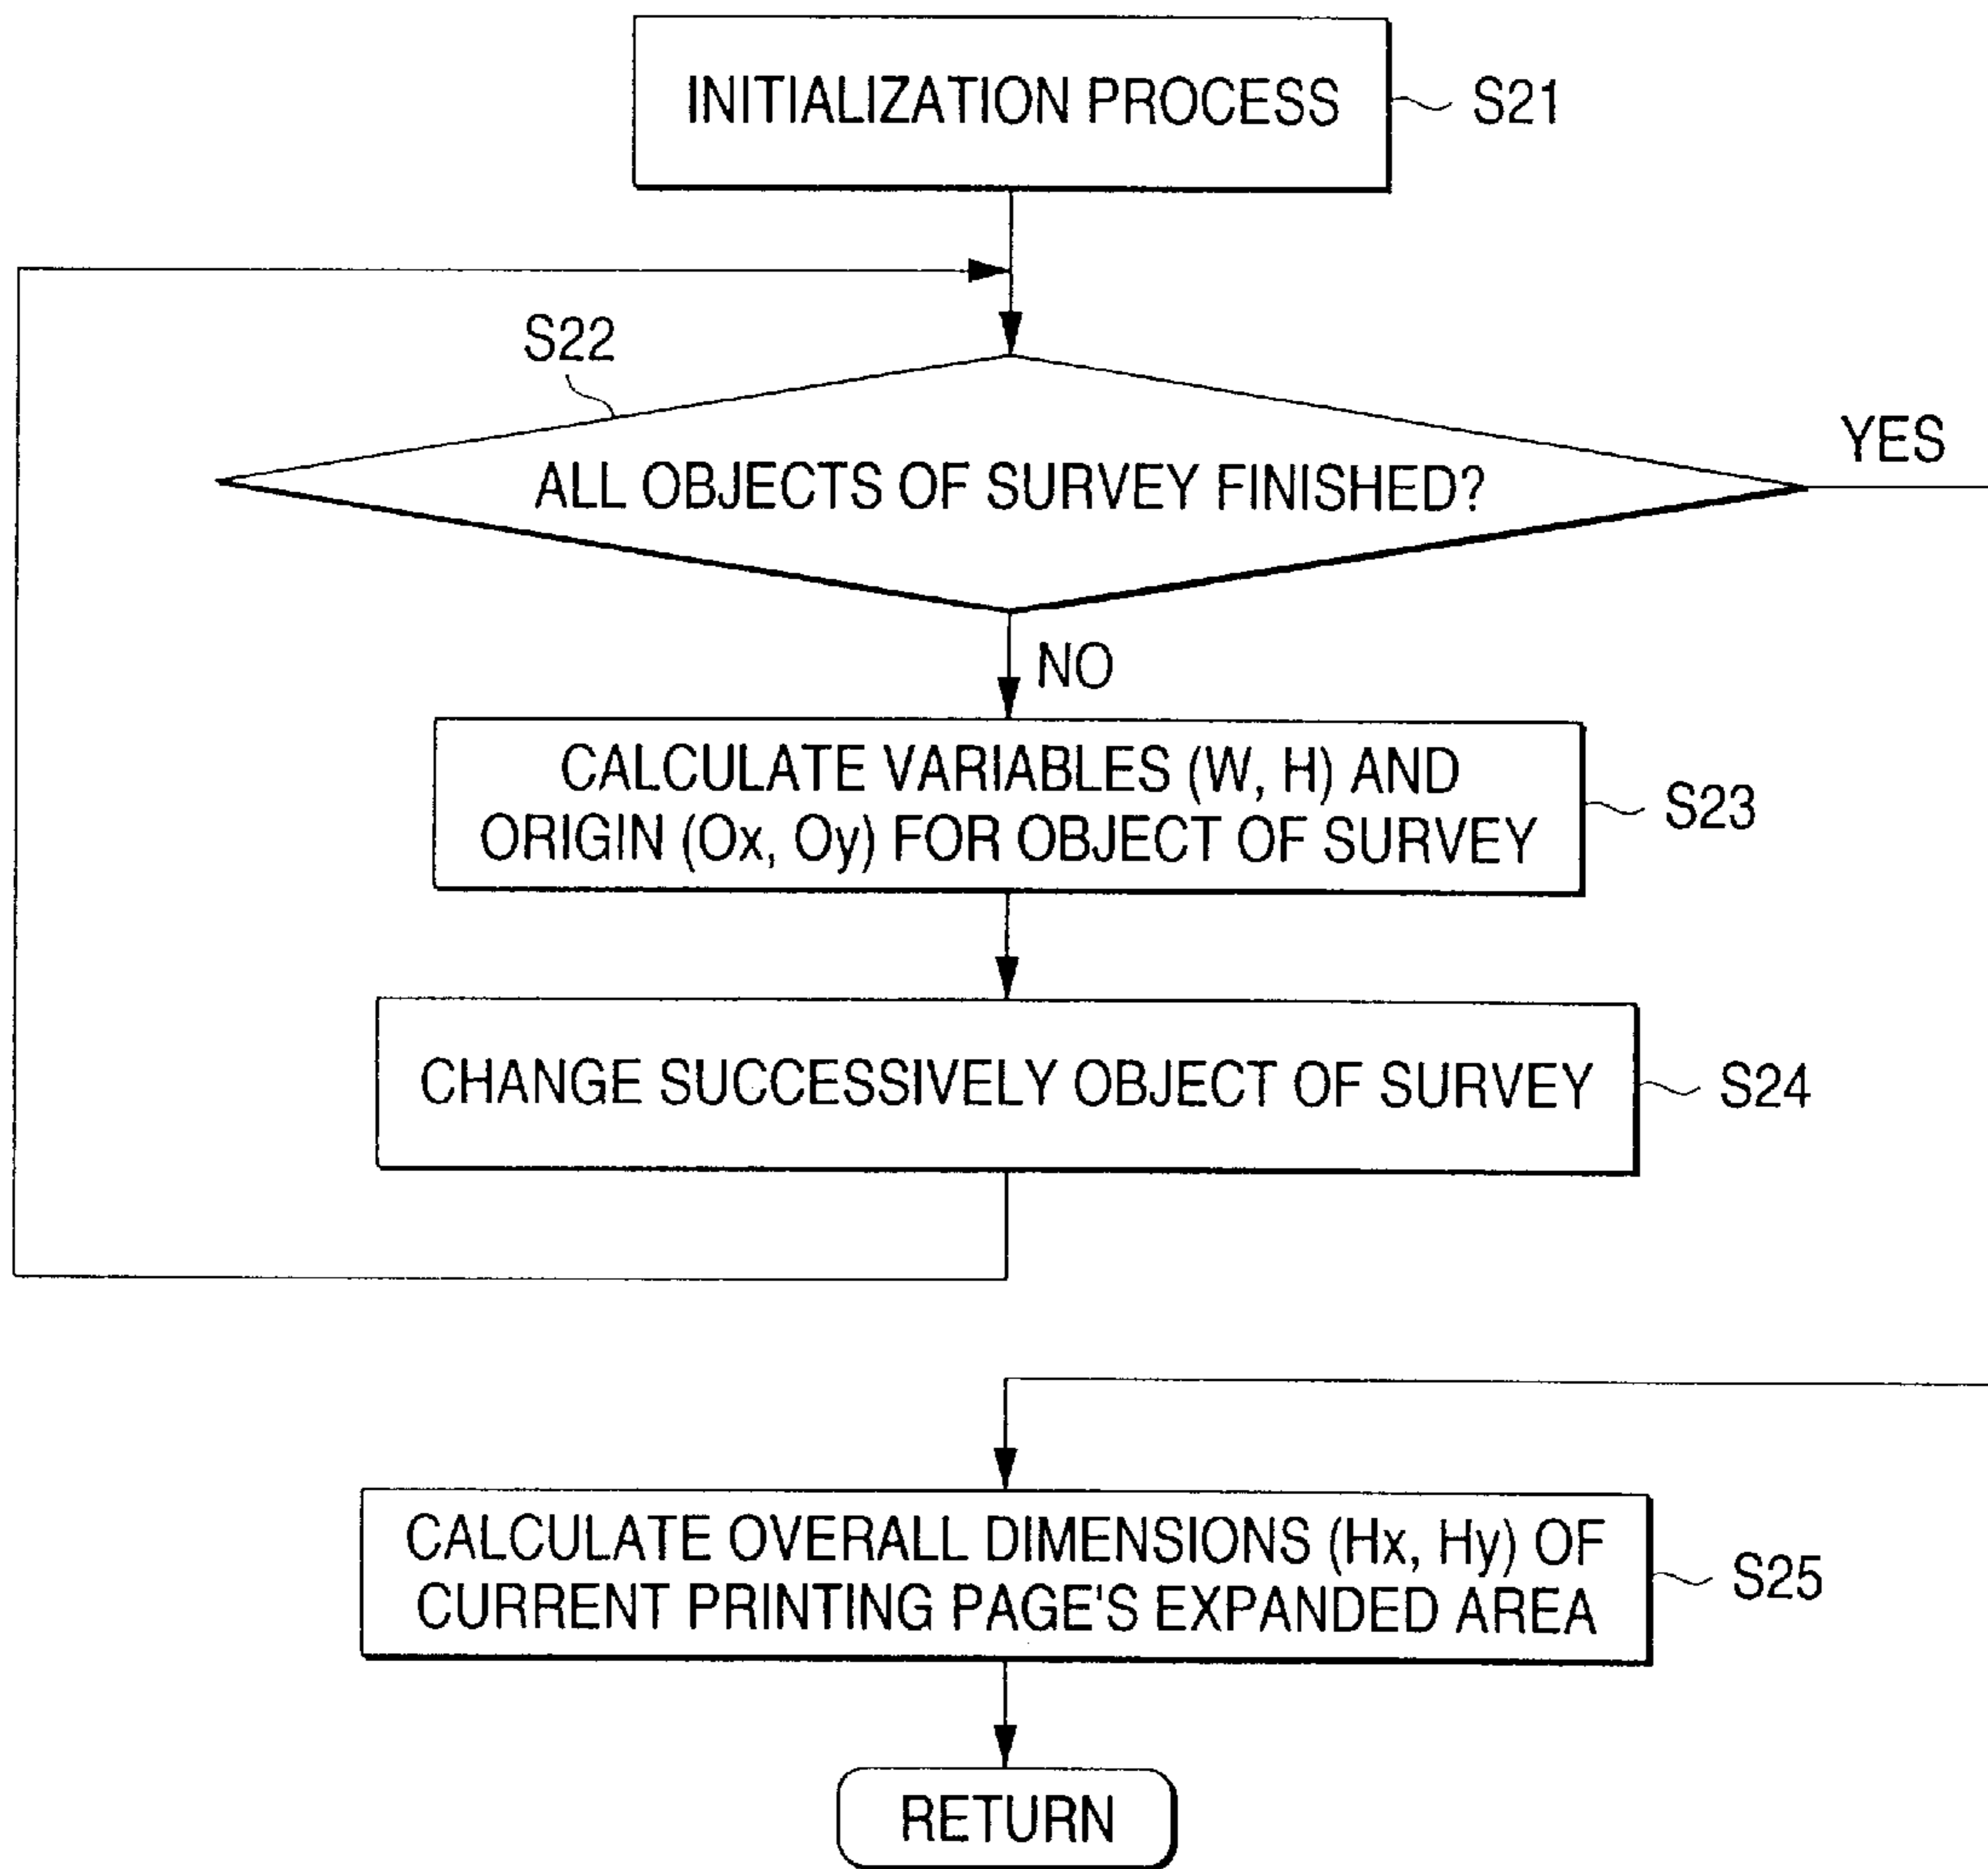 INITIALIZATION PROCESS
S21
S22
ALL OBJECTS OF SURVEY FINISHED?
YES
NO
CALCULATE VARIABLES (W, H) AND
ORIGIN (Ox, Oy) FOR OBJECT OF SURVEY
S23
CHANGE SUCCESSIVELY OBJECT OF SURVEY
S24
CALCULATE OVERALL DIMENSIONS (Hx, Hy) OF
CURRENT PRINTING PAGE'S EXPANDED AREA
S25
RETURN